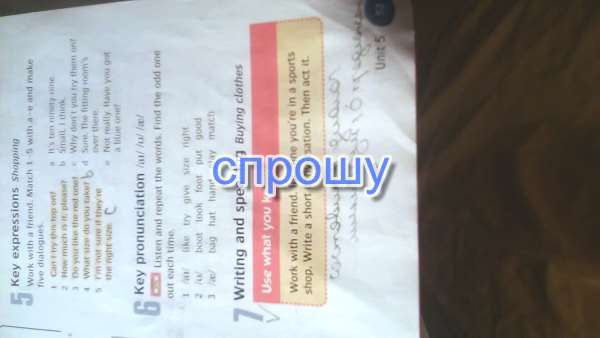 5 Key expressions Shopping
Work with a friend. Match 1–5 with a–e and make
five dialogues.
1 Can I try this top on?
2 How much is it, please?
3 Do you like the red one?
4 What size do you take? b
5 I'm not sure if they're
the right size. c
a It's ten ninety nine.
b Small, I think.
c Why don't you try them on?
d Sure. The fitting room's
over there.
e Not really. Have you got
a blue one?
6 Key pronunciation /aɪ/ /ʊ/ /æ/
Listen and repeat the words. Find the odd one
out each time.
1 /aɪ/ like try give size right
2 /ʊ/ boot took foot put good
3 /æ/ bag hat match
7 Writing and Buying clothes
Use what you
Work with a friend. you're in a sports
shop. Write a short Then act it.
Unit 5
спрошу